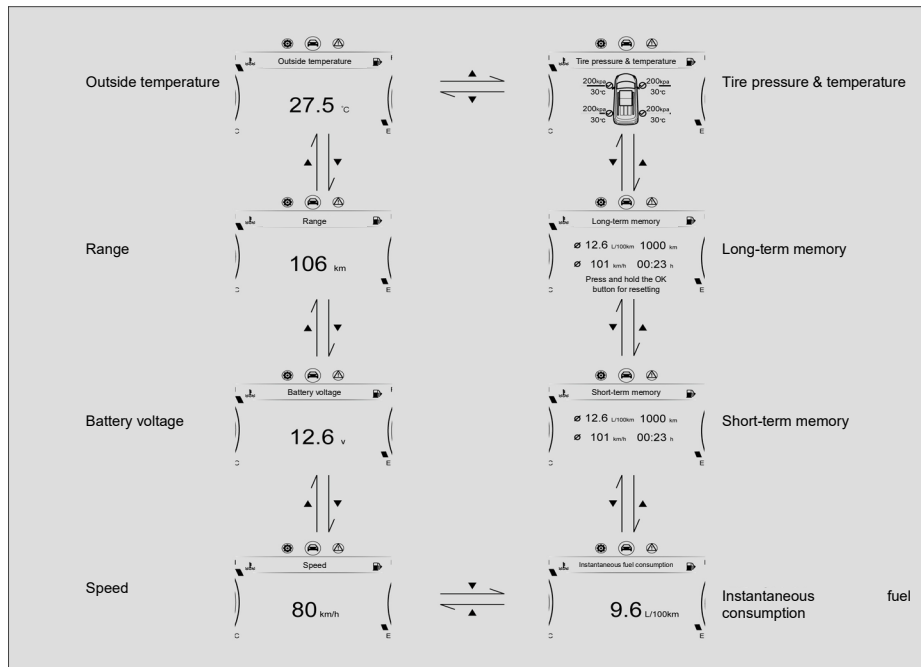 Outside temperature
Outside temperature
27.5 °C
C
E
Tire pressure & temperature
200kpa 200kpa
30°C 30°C
200kpa 200kpa
30°C 30°C
E
Tire pressure & temperature
Range
Range
106 km
C
E
Long-term memory
ø 12.6 L/100km 1000 km
ø 101 km/h 00:23 h
Press and hold the OK
button for resetting
C
E
Long-term memory
Battery voltage
Battery voltage
12.6 v
C
E
Short-term memory
ø 12.6 L/100km 1000 km
ø 101 km/h 00:23 h
C
E
Short-term memory
Speed
Speed
80 km/h
C
E
Instantaneous fuel consumption
9.6 L/100km
C
E
Instantaneous fuel
consumption